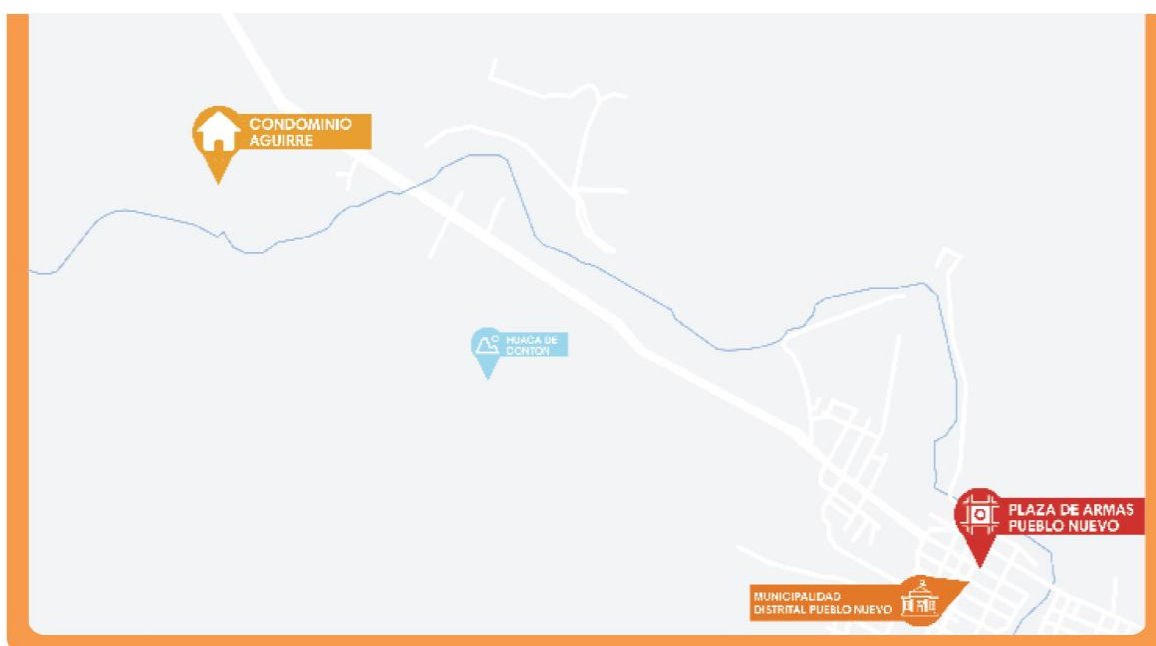 CONDOMINIO
AGUIRRE
HUACA DE
DONTON
PLAZA DE ARMAS
PUEBLO NUEVO
MUNICIPALIDAD
DISTRITAL PUEBLO NUEVO